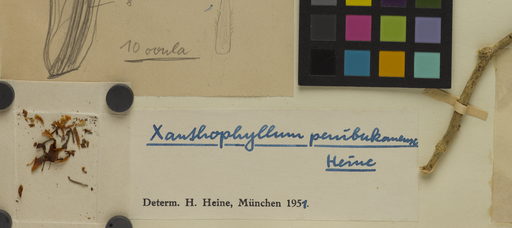 10 ovula
Xanthophyllum penibukanense
Heine
Determ. H. Heine, München 1951.